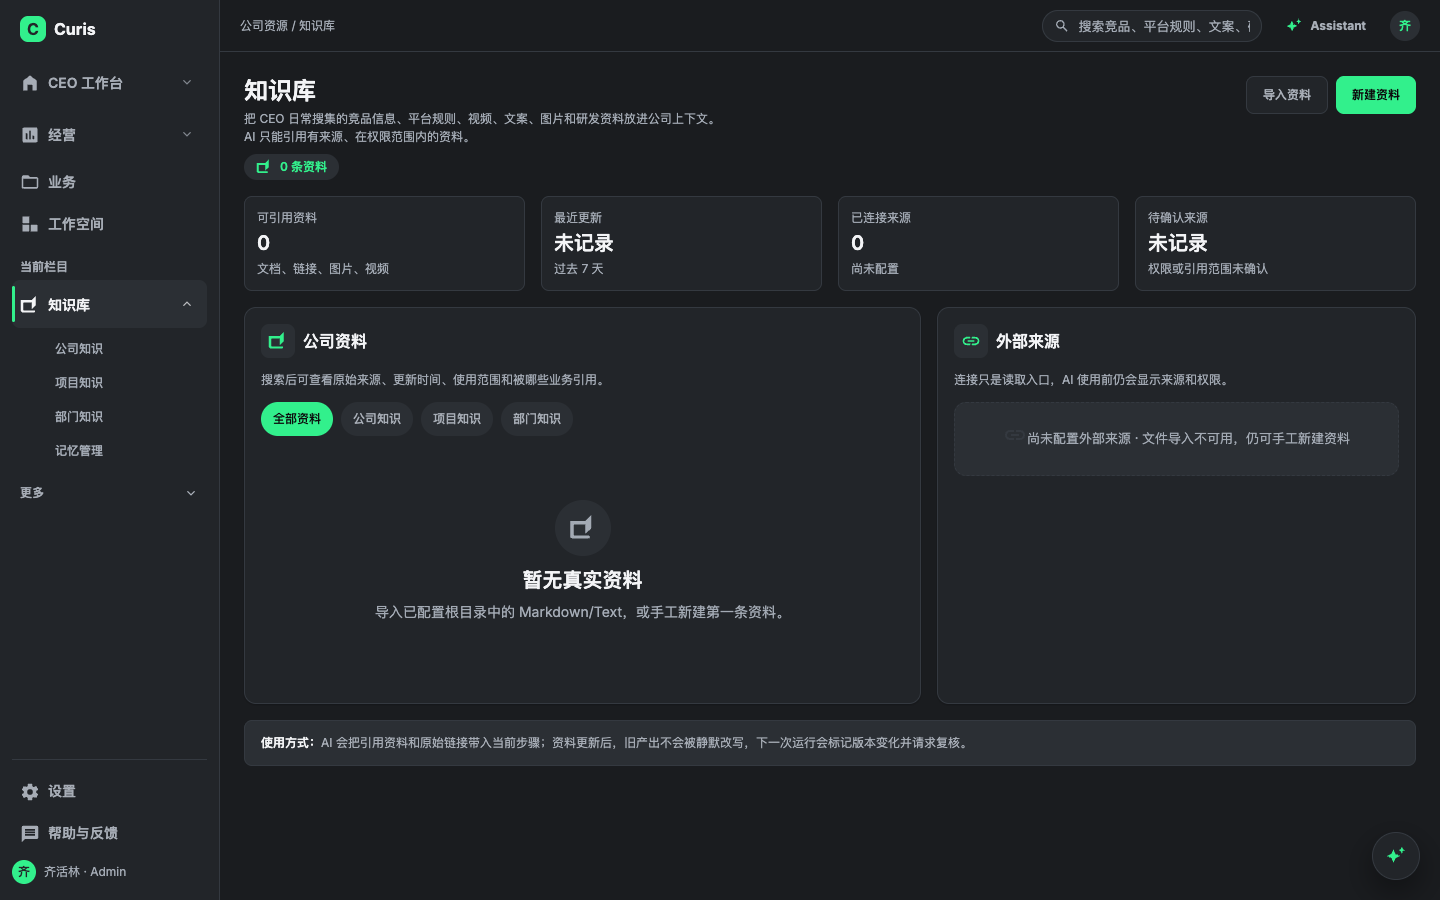 C Curis
CEO 工作台
经营
业务
工作空间
当前栏目
知识库
公司知识
项目知识
部门知识
记忆管理
更多
设置
帮助与反馈
齐 齐活林 · Admin
公司资源 / 知识库
搜索竞品、平台规则、文案、
Assistant
齐
知识库
把 CEO 日常搜集的竞品信息、平台规则、视频、文案、图片和研发资料放进公司上下文。
AI 只能引用有来源、在权限范围内的资料。
0 条资料
导入资料
新建资料
可引用资料
0
文档、链接、图片、视频
最近更新
未记录
过去 7 天
已连接来源
0
尚未配置
待确认来源
未记录
权限或引用范围未确认
公司资料
搜索后可查看原始来源、更新时间、使用范围和被哪些业务引用。
全部资料
公司知识
项目知识
部门知识
暂无真实资料
导入已配置根目录中的 Markdown/Text，或手工新建第一条资料。
外部来源
连接只是读取入口，AI 使用前仍会显示来源和权限。
尚未配置外部来源 · 文件导入不可用，仍可手工新建资料
使用方式：AI 会把引用资料和原始链接带入当前步骤；资料更新后，旧产出不会被静默改写，下一次运行会标记版本变化并请求复核。